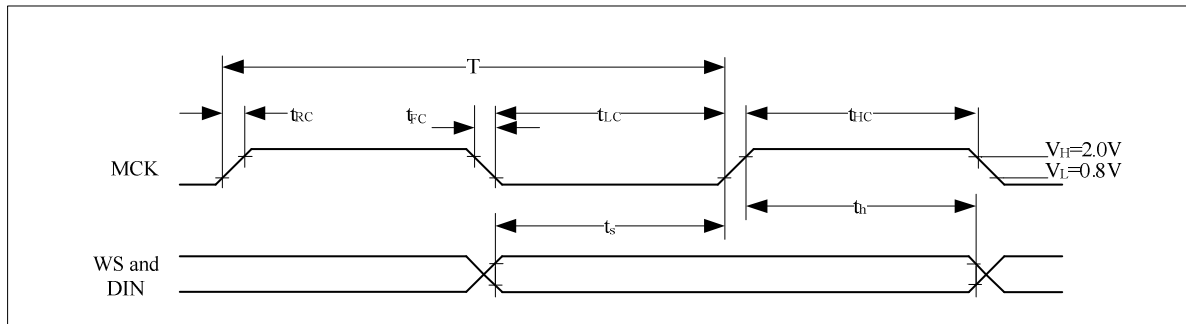 T
tRC
tFC
tLC
tHC
MCK
VH=2.0V
VL=0.8V
ts
th
WS and
DIN